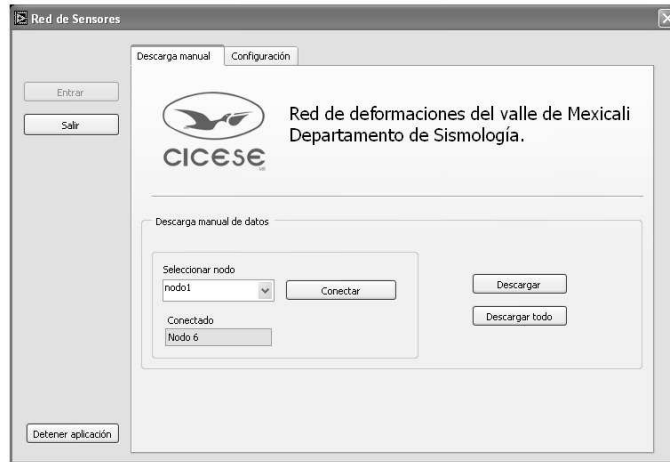 Red de Sensores
Descarga manual
Configuración
Entrar
Salir
CICESE
Red de deformaciones del valle de Mexicali
Departamento de Sismología.
Descarga manual de datos
Seleccionar nodo
nodo1
Conectar
Conectado
Nodo 6
Descargar
Descargar todo
Detener aplicación